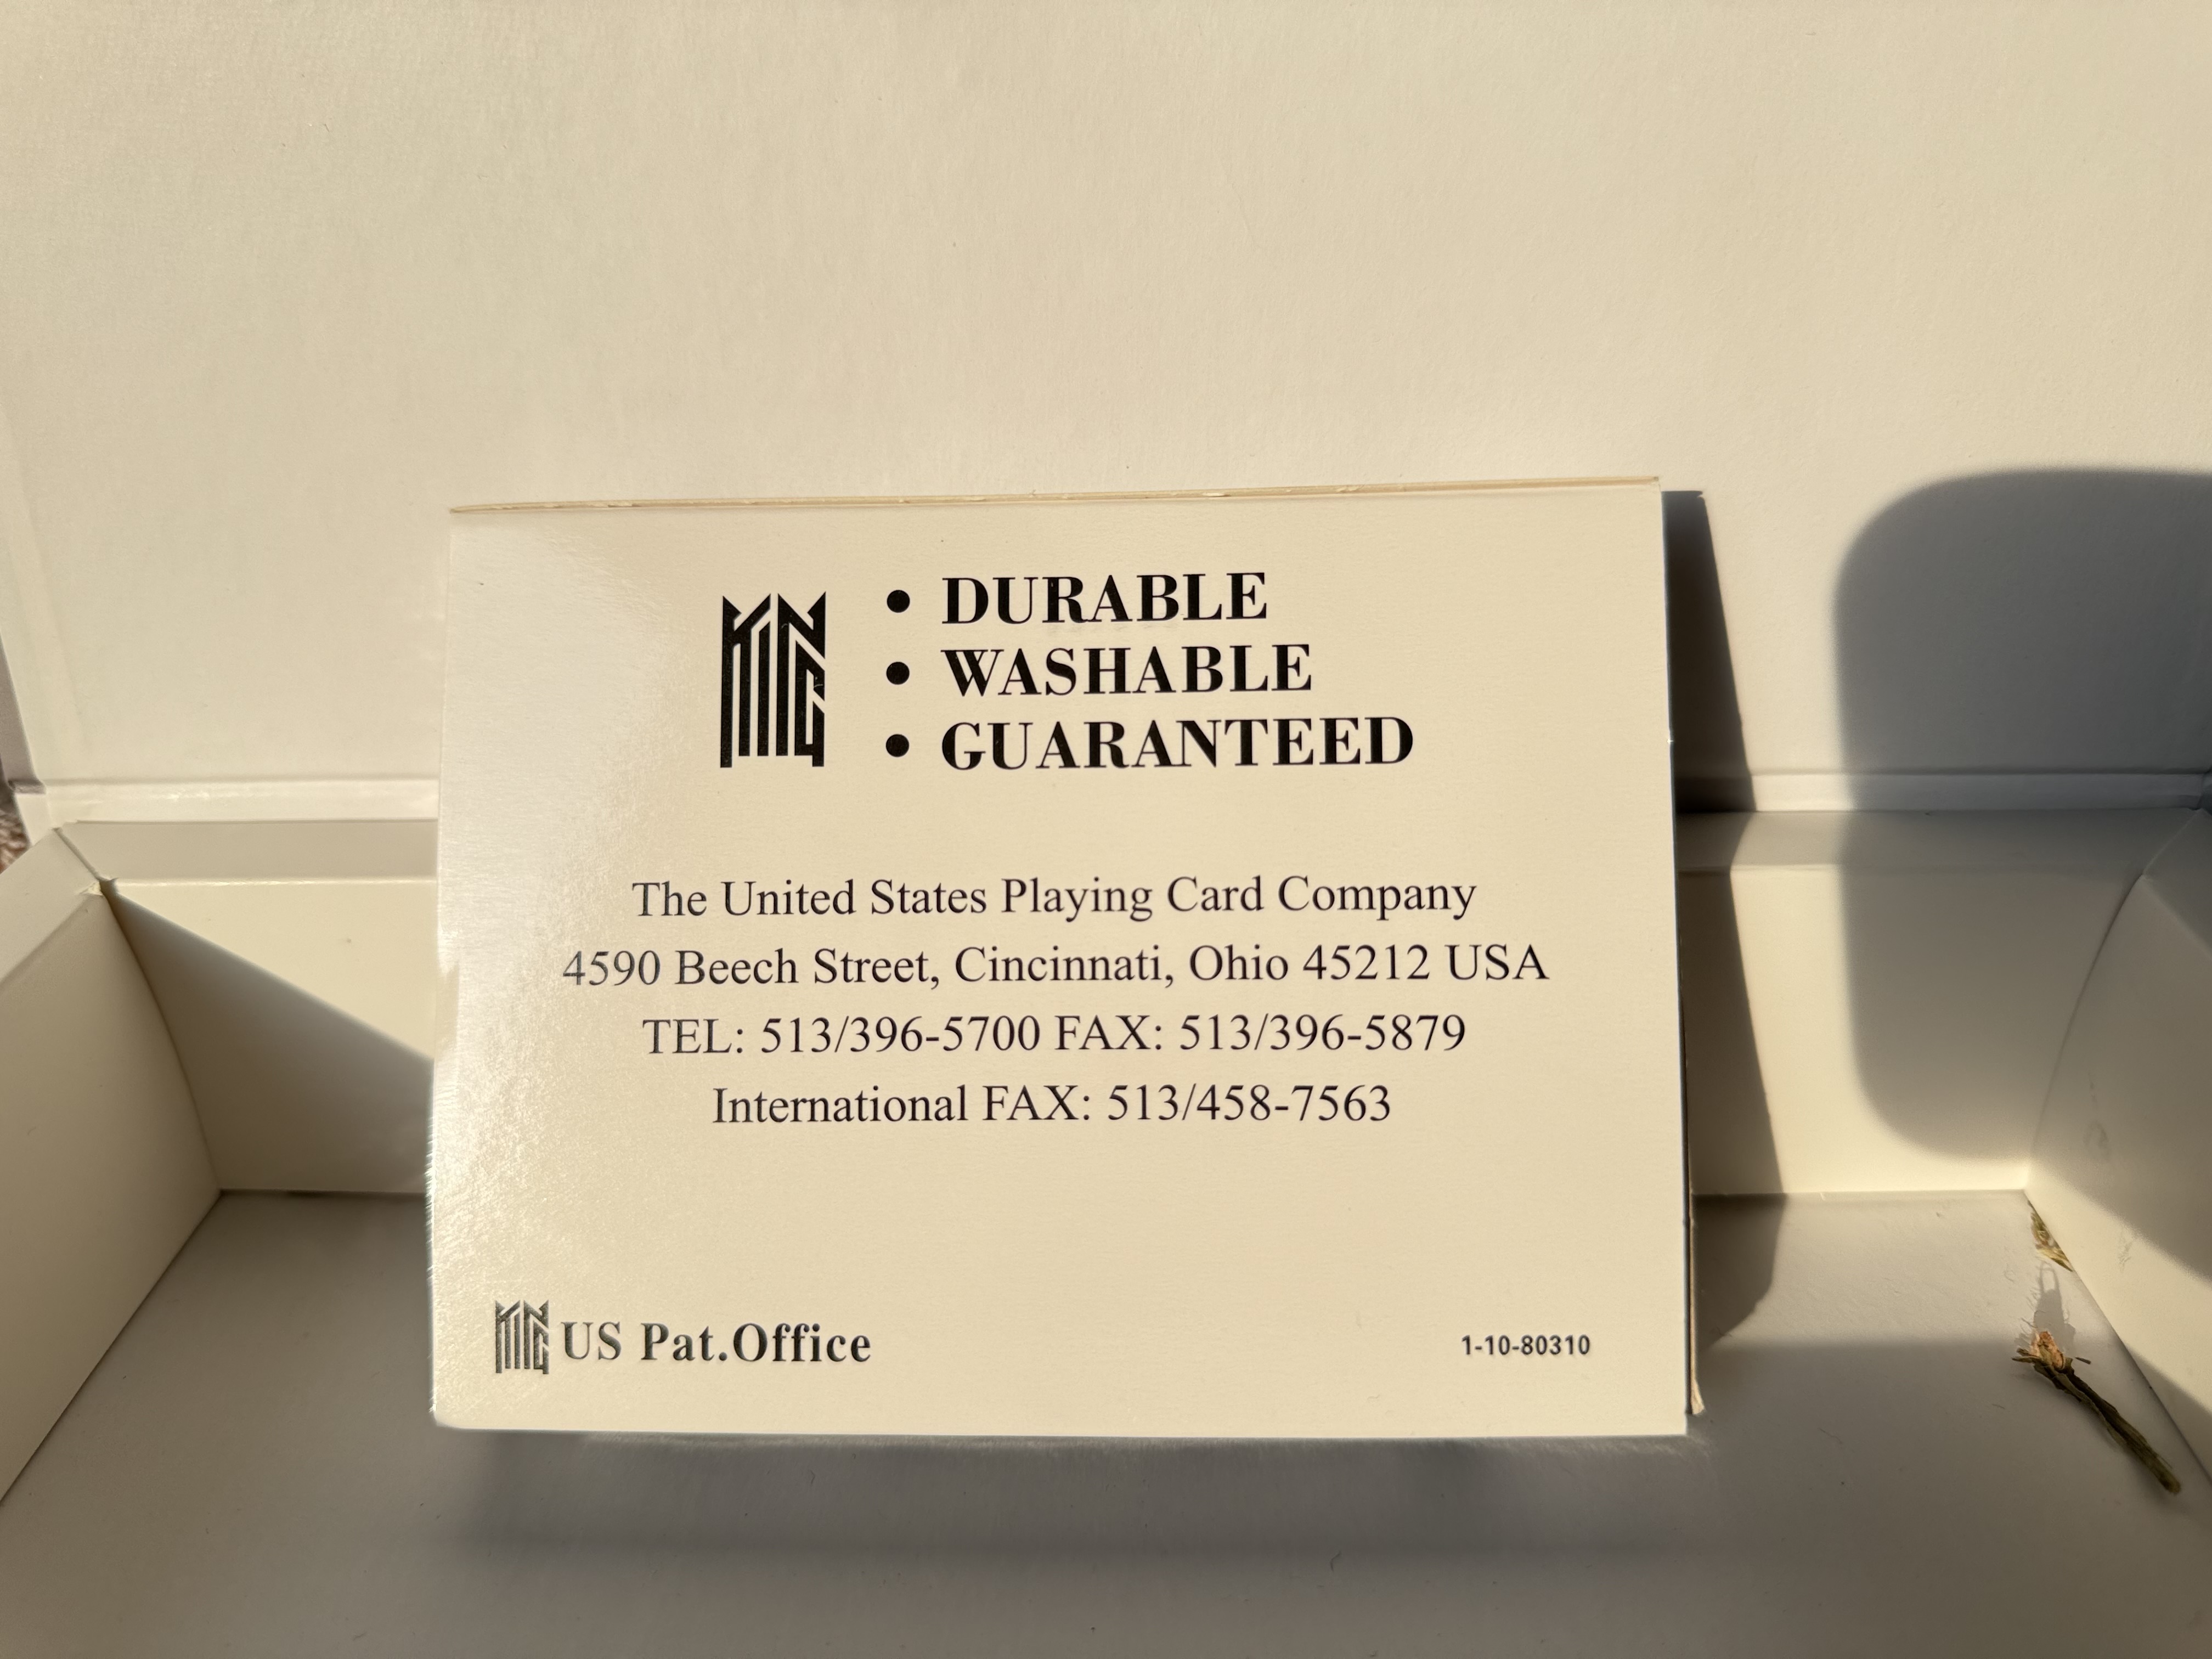 KING
• DURABLE
• WASHABLE
• GUARANTEED
The United States Playing Card Company
4590 Beech Street, Cincinnati, Ohio 45212 USA
TEL: 513/396-5700 FAX: 513/396-5879
International FAX: 513/458-7563
KING US Pat.Office
1-10-80310